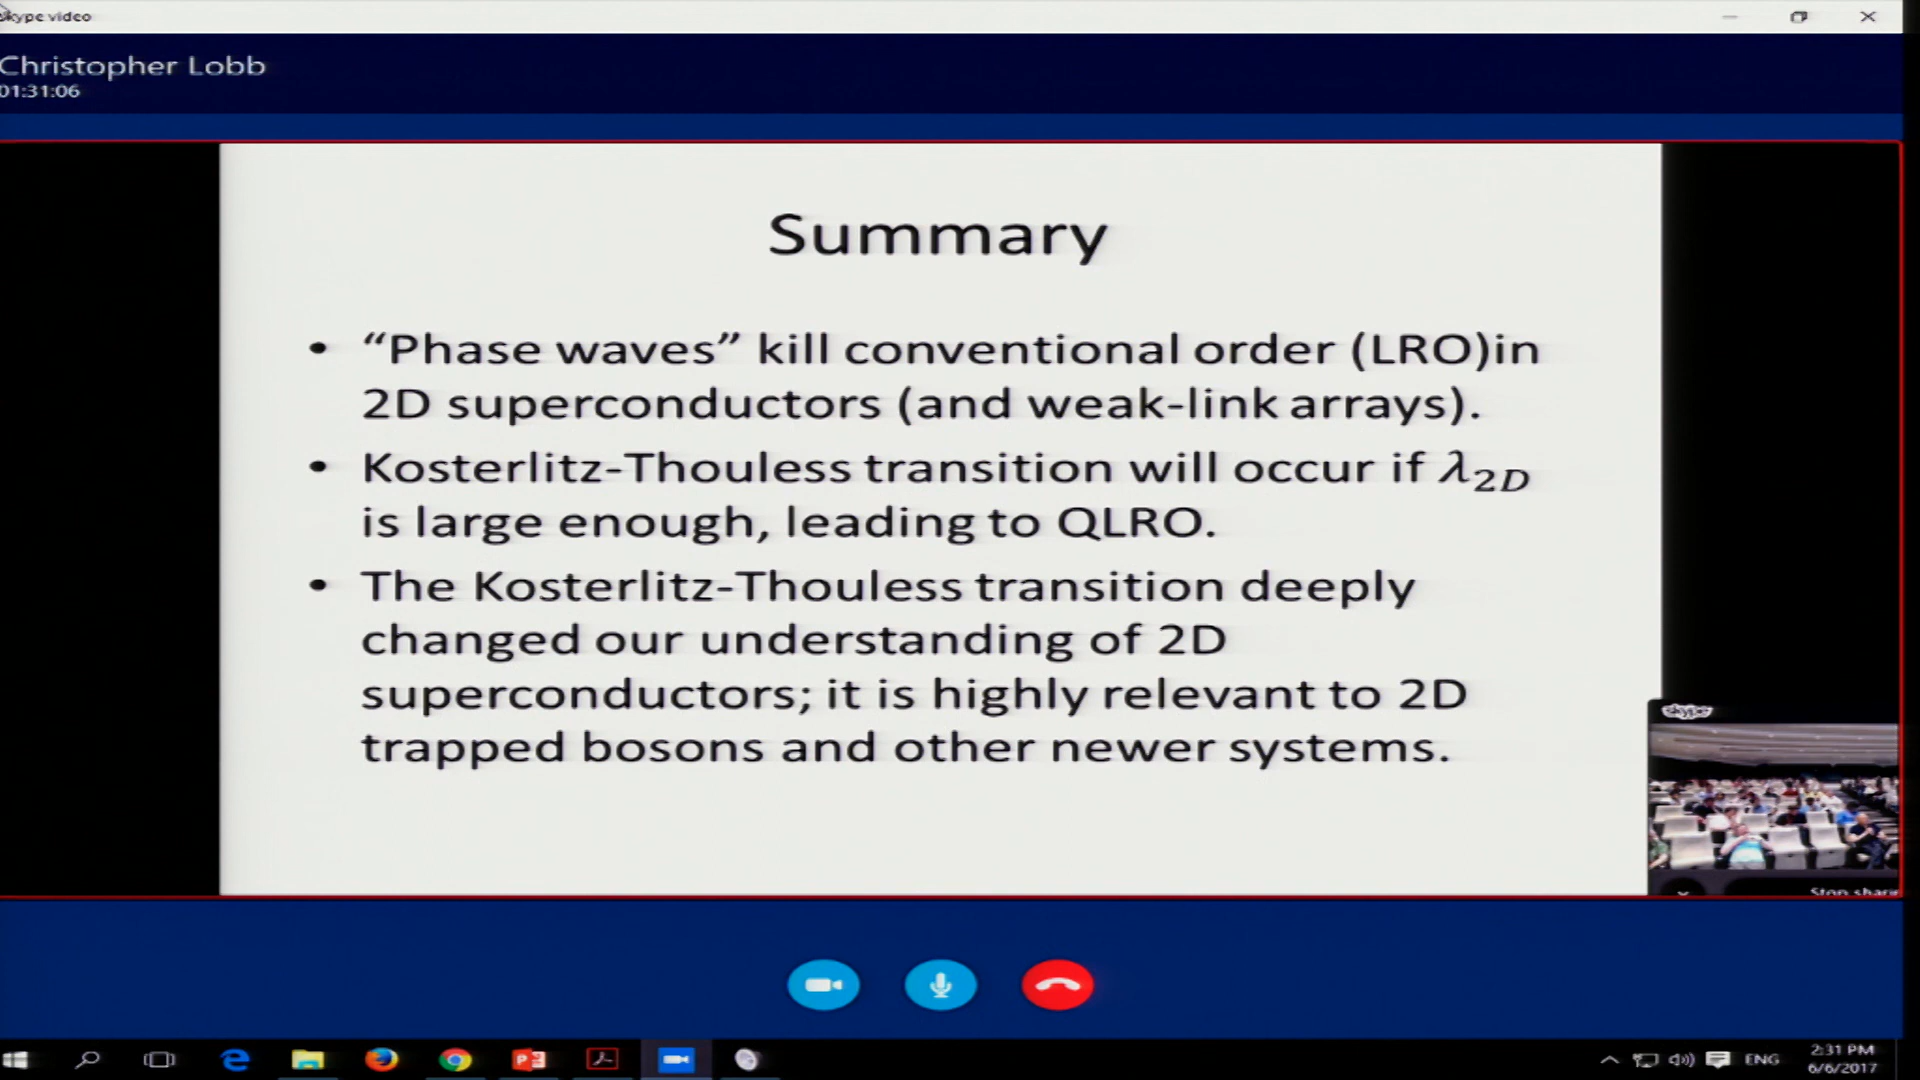 Skype video
Christopher Lobb
01:31:06
Summary
• “Phase waves” kill conventional order (LRO)in
2D superconductors (and weak-link arrays).
• Kosterlitz-Thouless transition will occur if λ2D
is large enough, leading to QLRO.
• The Kosterlitz-Thouless transition deeply
changed our understanding of 2D
superconductors; it is highly relevant to 2D
trapped bosons and other newer systems.
skype
Stop shari
ENG
2:31 PM
6/6/2017